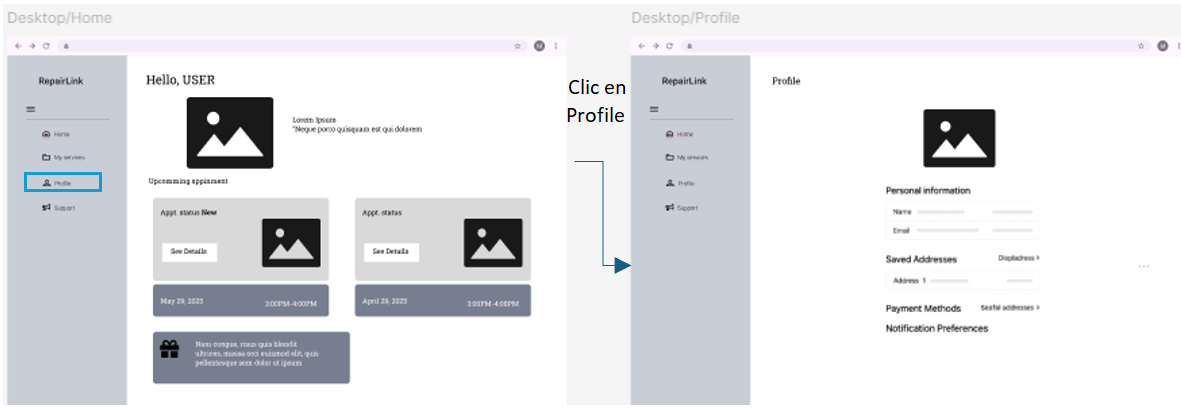 Desktop/Home
M
RepairLink
Home
My services
Profile
Support
Hello, USER
Lorem Ipsum
"Neque porro quisquam est qui dolorem
Upcomming appinment
Appt. status New
See Details
May 29, 2025
3:00PM-4:00PM
Appt. status
See Details
April 29, 2025
3:00PM-4:00PM
Nam congue, risus quis blandit
ultrices, massa orci euismod elit, quis
pellentesque sem dolor ut ipsum
Clic en
Profile
Desktop/Profile
M
RepairLink
Home
My services
Profile
Support
Profile
Personal information
Name
Email
Saved Addresses
Address 1
Payment Methods
addresses >
Notification Preferences